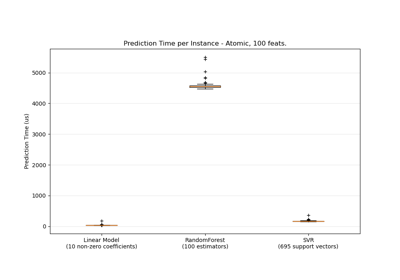 Prediction Time per Instance - Atomic, 100 feats.
Prediction Time (us)
5000
4000
3000
2000
1000
0
Linear Model
(10 non-zero coefficients)
RandomForest
(100 estimators)
SVR
(695 support vectors)